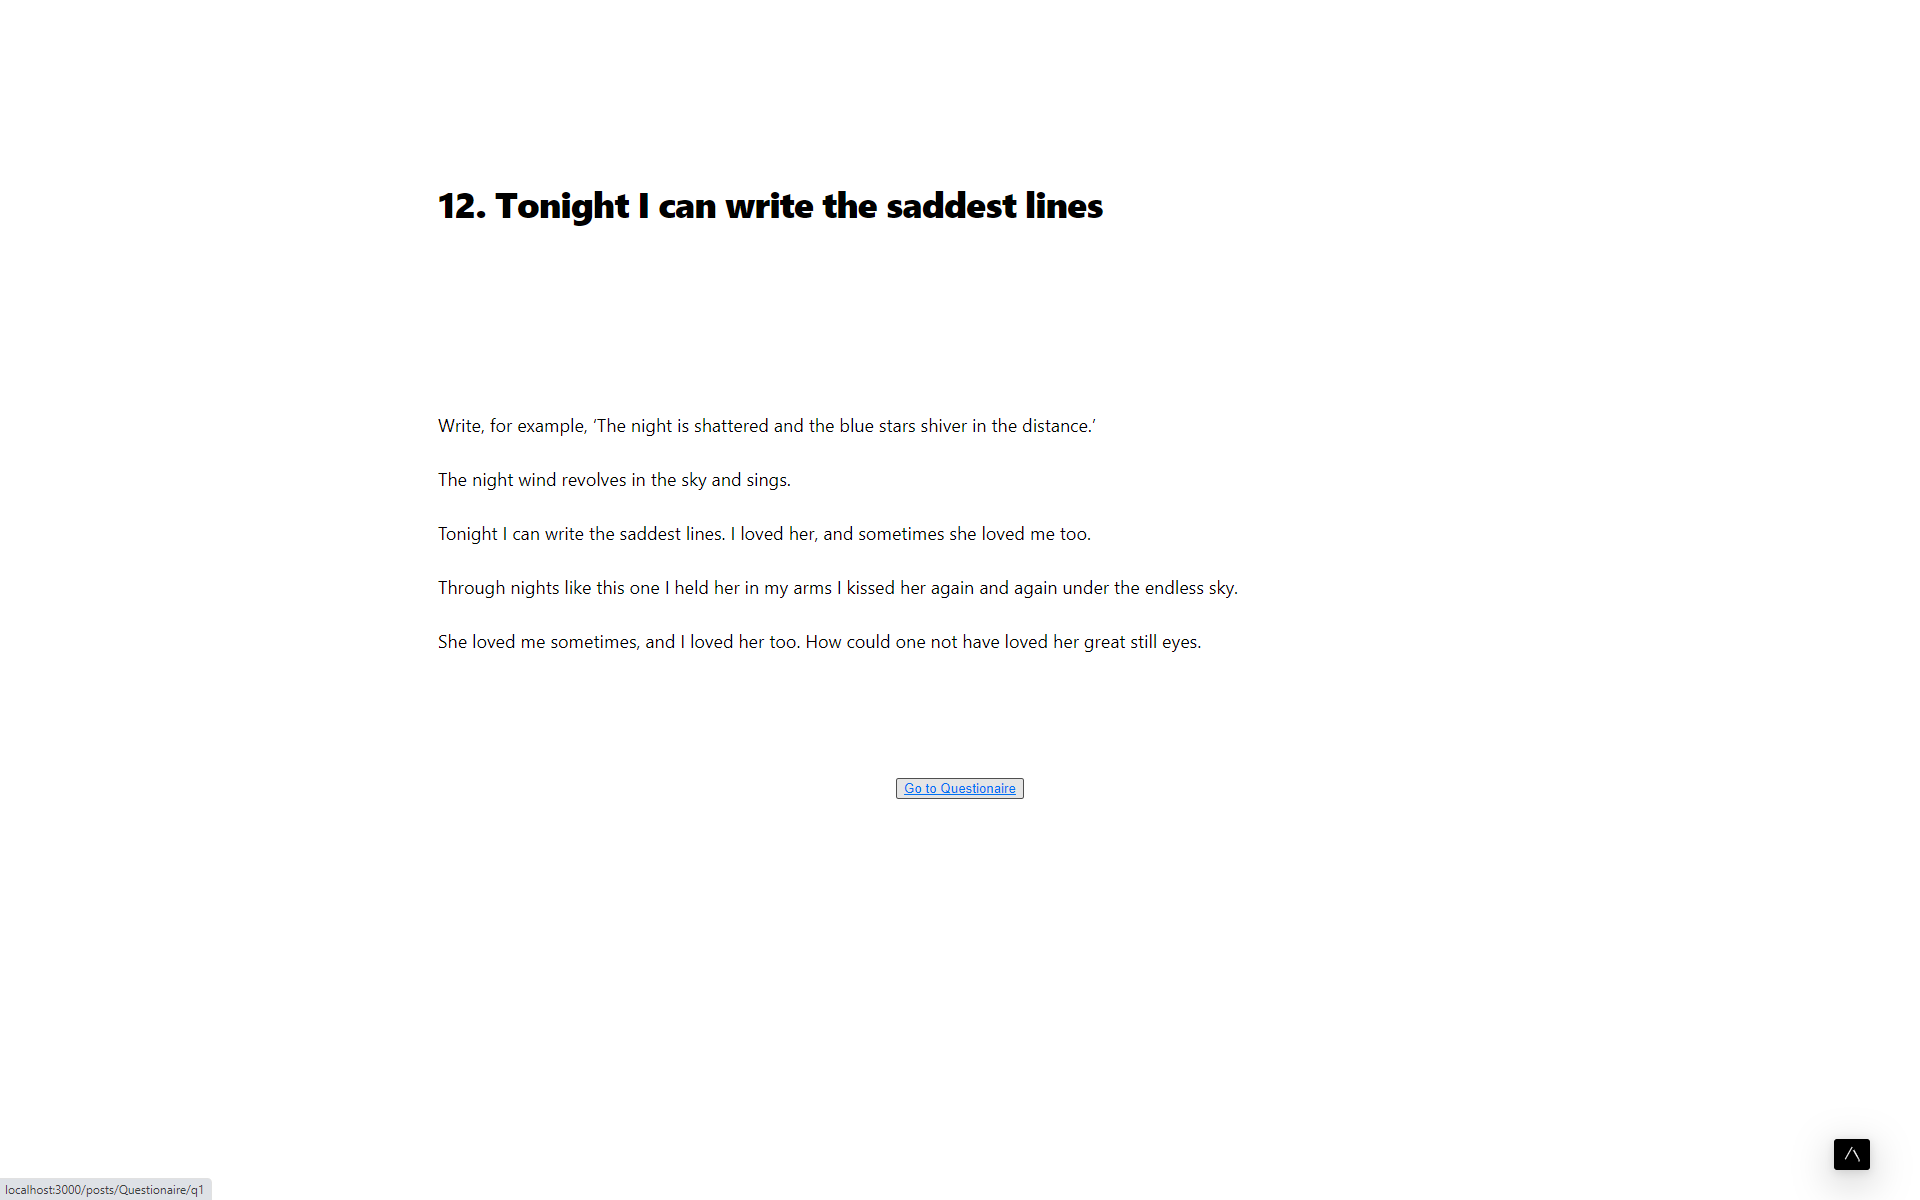 12. Tonight I can write the saddest lines
Write, for example, ‘The night is shattered and the blue stars shiver in the distance.’
The night wind revolves in the sky and sings.
Tonight I can write the saddest lines. I loved her, and sometimes she loved me too.
Through nights like this one I held her in my arms I kissed her again and again under the endless sky.
She loved me sometimes, and I loved her too. How could one not have loved her great still eyes.
Go to Questionaire
localhost:3000/posts/Questionaire/q1